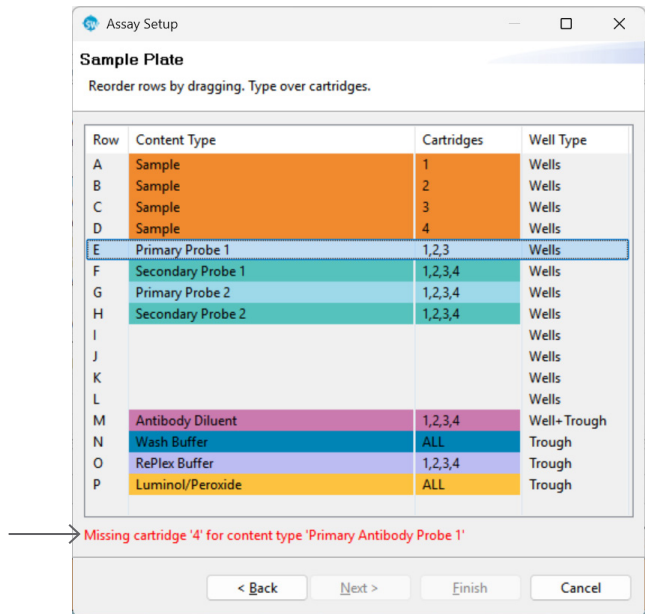 SW Assay Setup
Sample Plate
Reorder rows by dragging. Type over cartridges.
Row Content Type Cartridges Well Type
A Sample 1 Wells
B Sample 2 Wells
C Sample 3 Wells
D Sample 4 Wells
E Primary Probe 1 1,2,3 Wells
F Secondary Probe 1 1,2,3,4 Wells
G Primary Probe 2 1,2,3,4 Wells
H Secondary Probe 2 1,2,3,4 Wells
I Wells
J Wells
K Wells
L Wells
M Antibody Diluent 1,2,3,4 Well+Trough
N Wash Buffer ALL Trough
O RePlex Buffer 1,2,3,4 Trough
P Luminol/Peroxide ALL Trough
Missing cartridge '4' for content type 'Primary Antibody Probe 1'
< Back Next > Finish Cancel